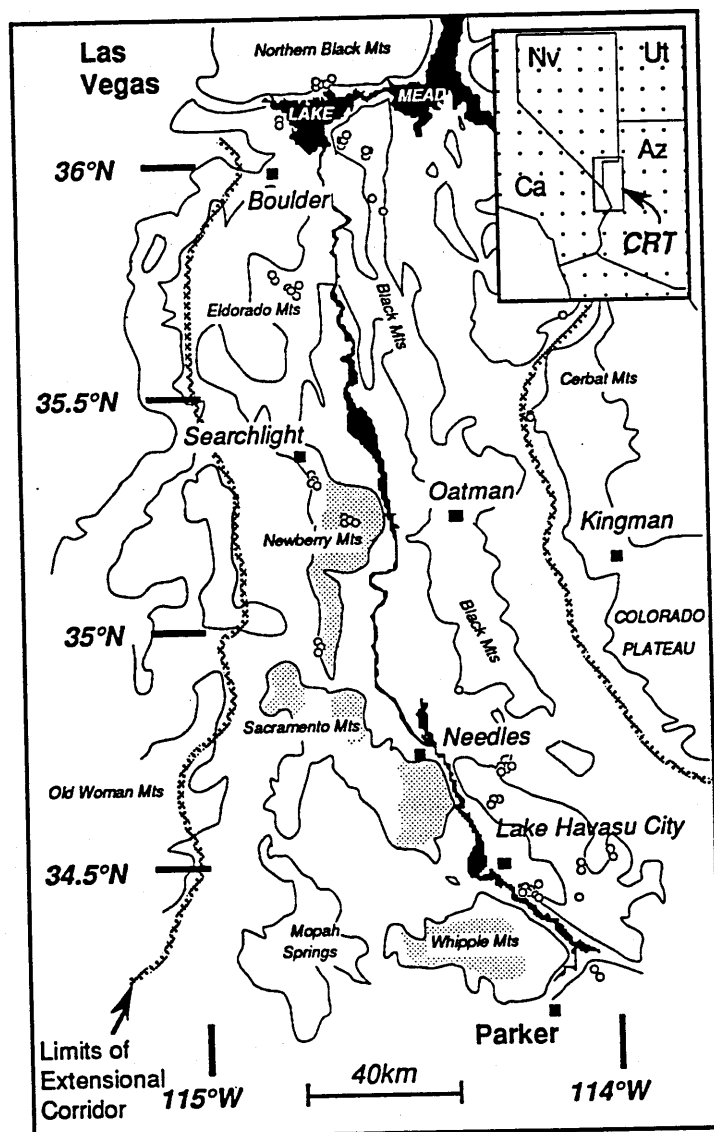 Northern Black Mts
Las
Vegas
LAKE
MEAD
Nv
Ut
Az
Ca
CRT
36°N
Boulder
Eldorado Mts
Black Mts
Cerbat Mts
35.5°N
Searchlight
Oatman
Kingman
Newberry Mts
35°N
Black Mts
COLORADO
PLATEAU
Sacramento Mts
Needles
Old Woman Mts
Lake Havasu City
34.5°N
Mopah
Springs
Whipple Mts
Parker
Limits of
Extensional
Corridor
115°W
40km
114°W